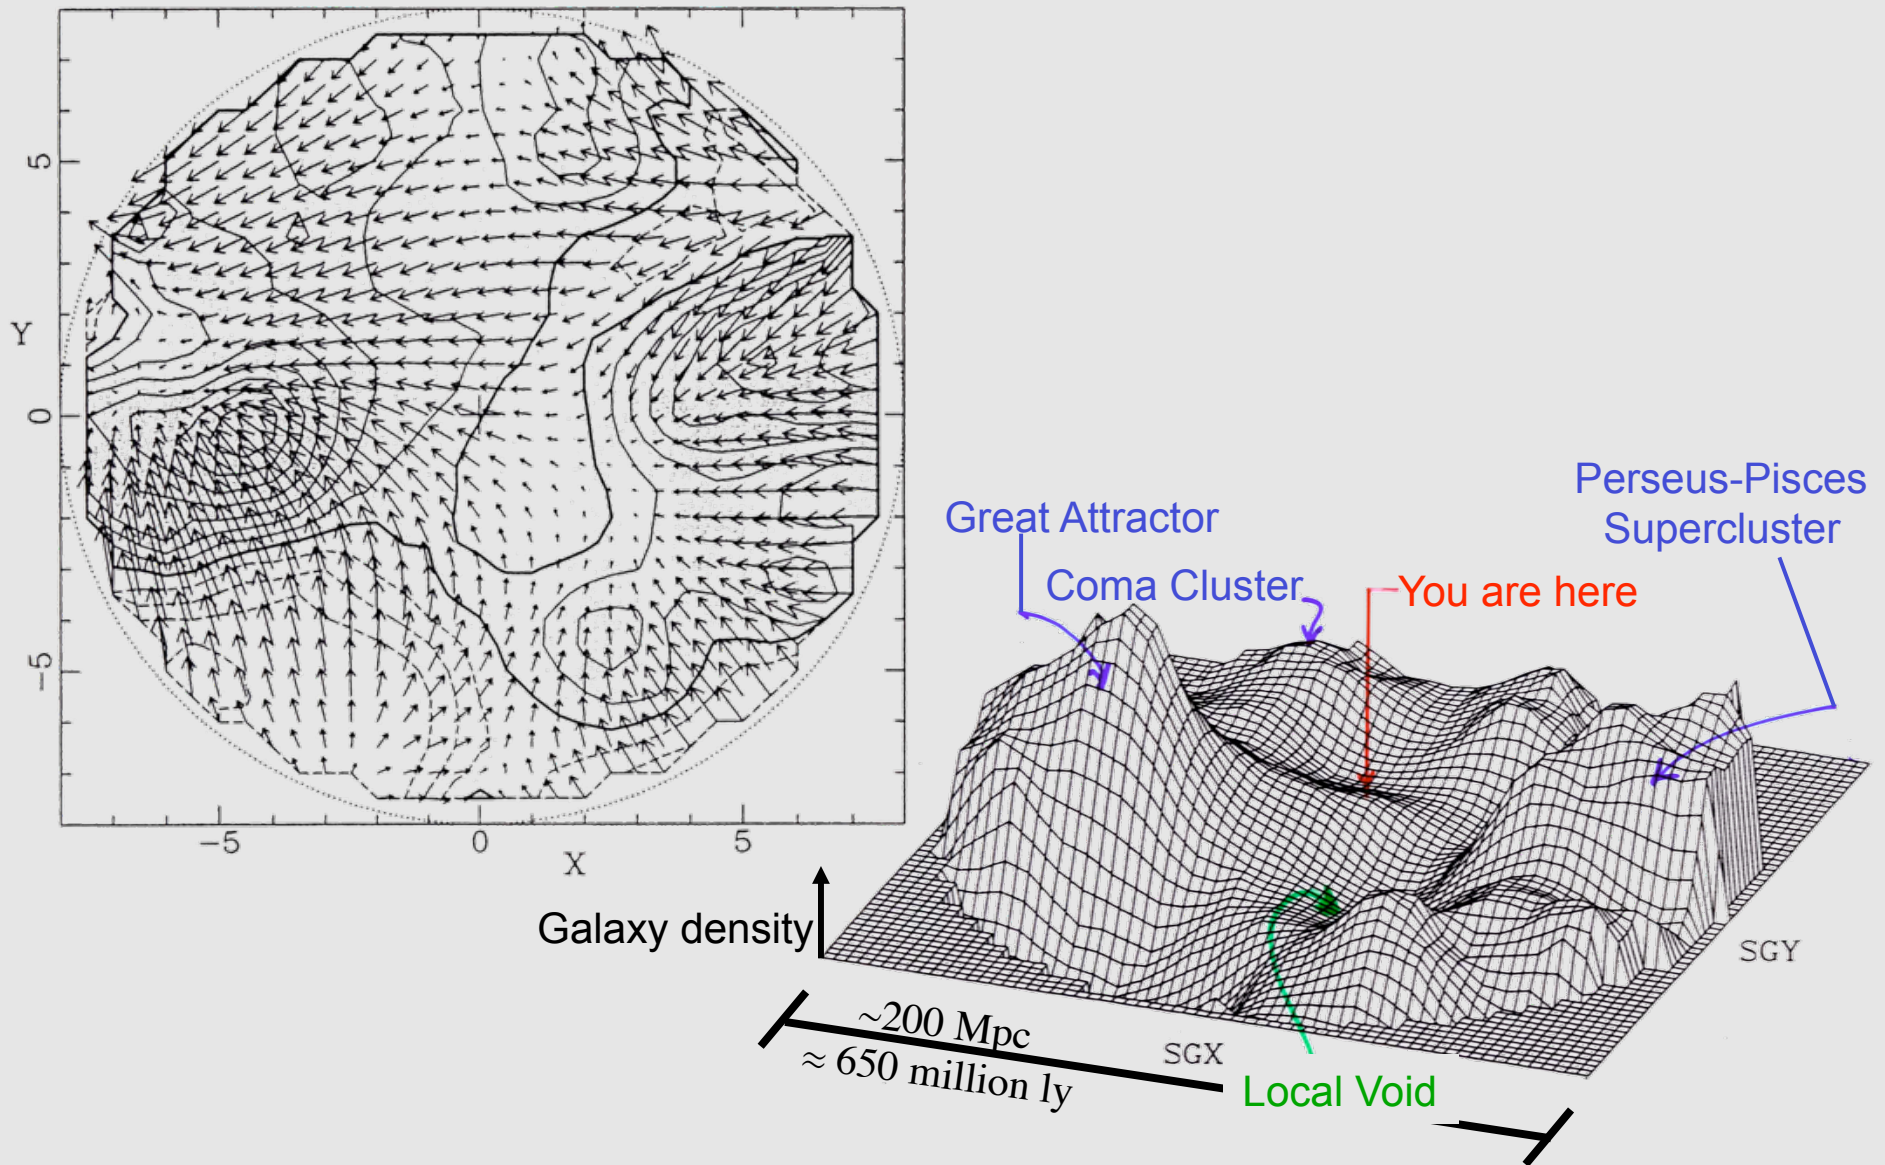 5
Y
0
−5
−5
0
5
X
Great Attractor
Coma Cluster
You are here
Perseus-Pisces
Supercluster
Galaxy density
SGY
~200 Mpc
≈ 650 million ly
SGX
Local Void